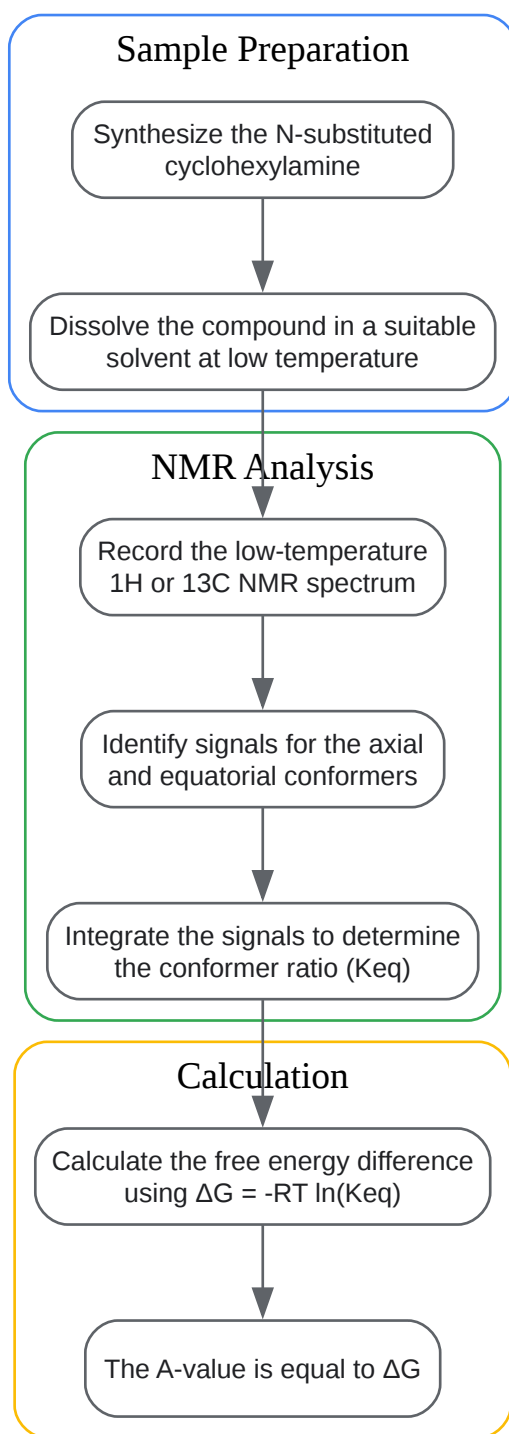 Sample Preparation
Synthesize the N-substituted
cyclohexylamine
Dissolve the compound in a suitable
solvent at low temperature
NMR Analysis
Record the low-temperature
1H or 13C NMR spectrum
Identify signals for the axial
and equatorial conformers
Integrate the signals to determine
the conformer ratio (Keq)
Calculation
Calculate the free energy difference
using ΔG = -RT ln(Keq)
The A-value is equal to ΔG